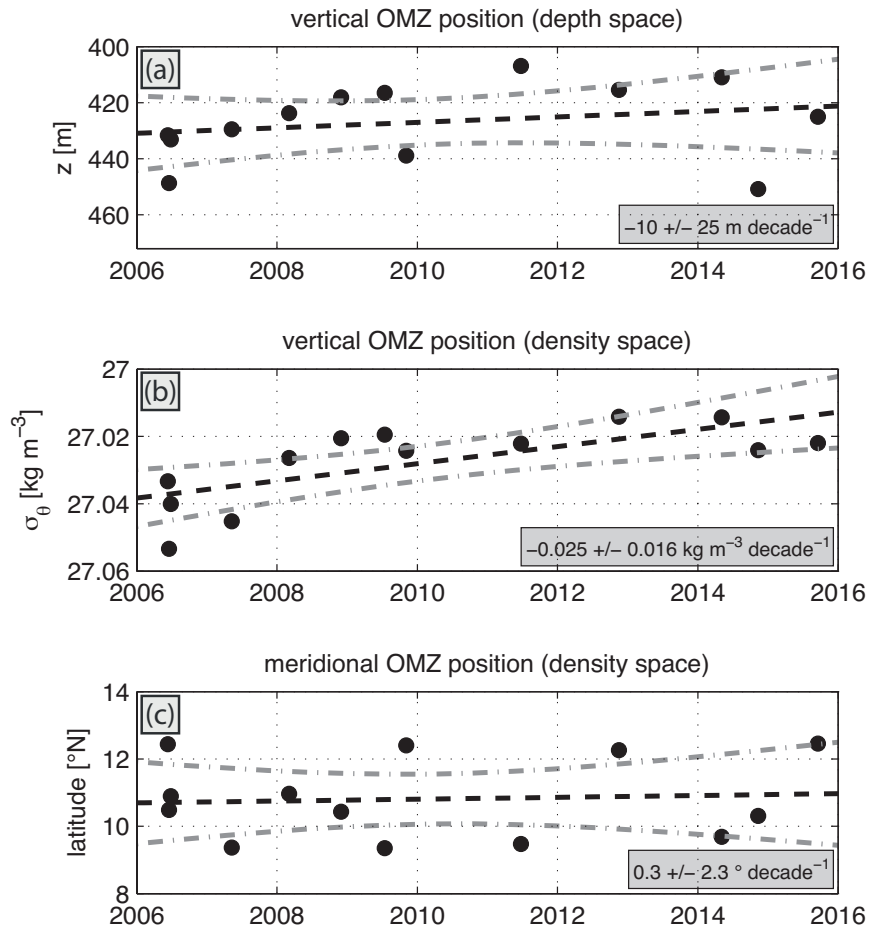 vertical OMZ position (depth space)
(a)
z [m]
400
420
440
460
−10 +/− 25 m decade⁻¹
2006 2008 2010 2012 2014 2016
vertical OMZ position (density space)
(b)
σθ [kg m⁻³]
27
27.02
27.04
27.06
−0.025 +/− 0.016 kg m⁻³ decade⁻¹
2006 2008 2010 2012 2014 2016
meridional OMZ position (density space)
(c)
latitude [°N]
14
12
10
8
0.3 +/− 2.3 ° decade⁻¹
2006 2008 2010 2012 2014 2016